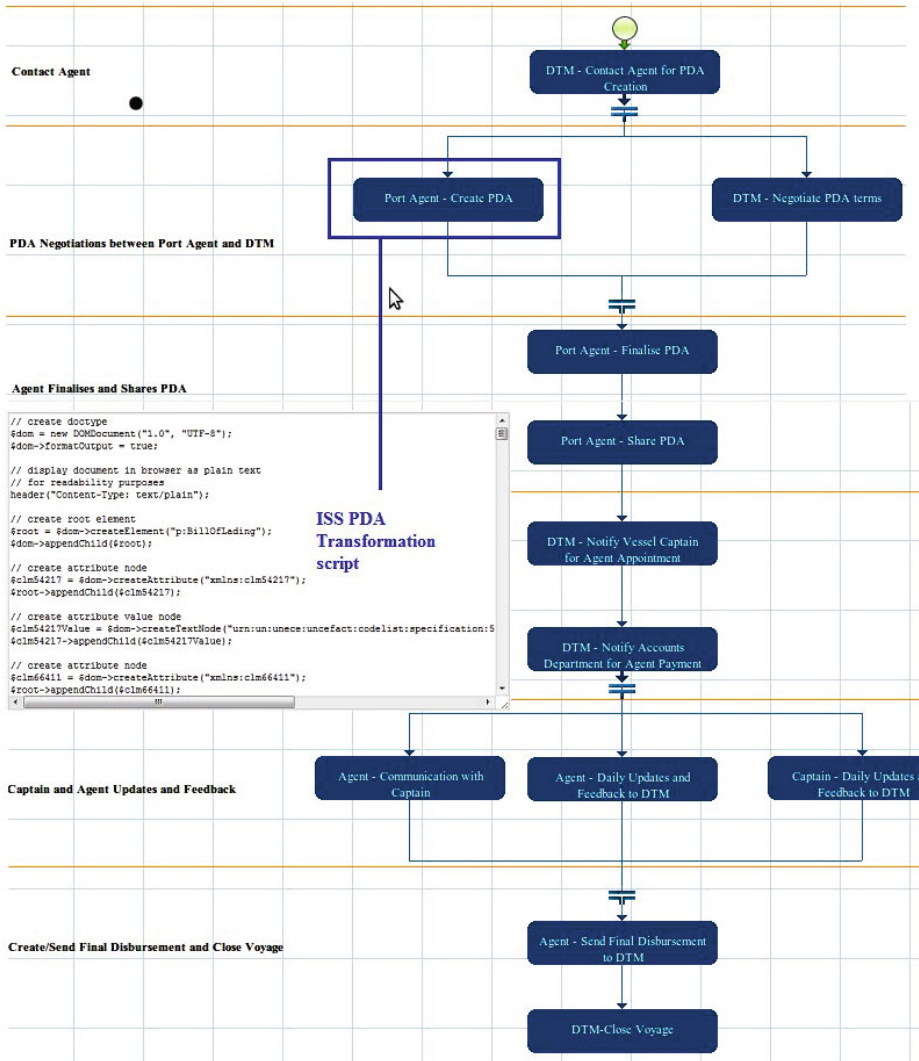 Contact Agent
DTM - Contact Agent for PDA
Creation
Port Agent - Create PDA
DTM - Negotiate PDA terms
PDA Negotiations between Port Agent and DTM
Port Agent - Finalise PDA
Agent Finalises and Shares PDA
// create doctype
$dom = new DOMDocument("1.0", "UTF-8");
$dom->formatOutput = true;
// display document in browser as plain text
// for readability purposes
header("Content-Type: text/plain");
// create root element
$root = $dom->createElement("p:BillOfLading");
$dom->appendChild($root);
// create attribute node
$clm54217 = $dom->createAttribute("xmlns:clm54217");
$root->appendChild($clm54217);
// create attribute value node
$clm54217Value = $dom->createTextNode("urn:un:unece:uncefact:codelist:specification:5
$clm54217->appendChild($clm54217Value);
// create attribute node
$clm66411 = $dom->createAttribute("xmlns:clm66411");
$root->appendChild($clm66411);
ISS PDA
Transformation
script
Port Agent - Share PDA
DTM - Notify Vessel Captain
for Agent Appointment
DTM - Notify Accounts
Department for Agent Payment
Captain and Agent Updates and Feedback
Agent - Communication with
Captain
Agent - Daily Updates and
Feedback to DTM
Captain - Daily Updates a
Feedback to DTM
Create/Send Final Disbursement and Close Voyage
Agent - Send Final Disbursement
to DTM
DTM-Close Voyage